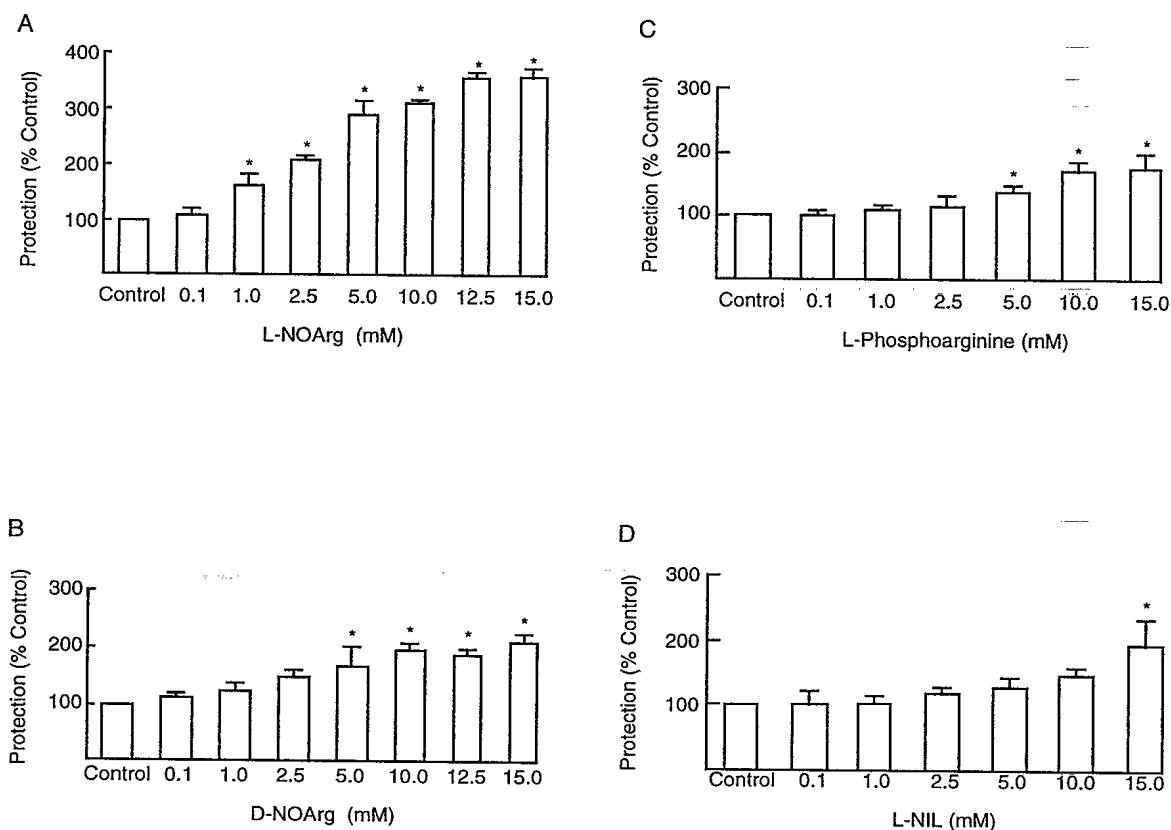 A
Protection (% Control)
400
300
200
100
*
*
*
*
*
*
Control 0.1 1.0 2.5 5.0 10.0 12.5 15.0
L-NOArg (mM)
C
Protection (% Control)
300
200
100
*
*
*
Control 0.1 1.0 2.5 5.0 10.0 15.0
L-Phosphoarginine (mM)
B
Protection (% Control)
300
200
100
*
*
*
*
Control 0.1 1.0 2.5 5.0 10.0 12.5 15.0
D-NOArg (mM)
D
Protection (% Control)
300
200
100
*
Control 0.1 1.0 2.5 5.0 10.0 15.0
L-NIL (mM)